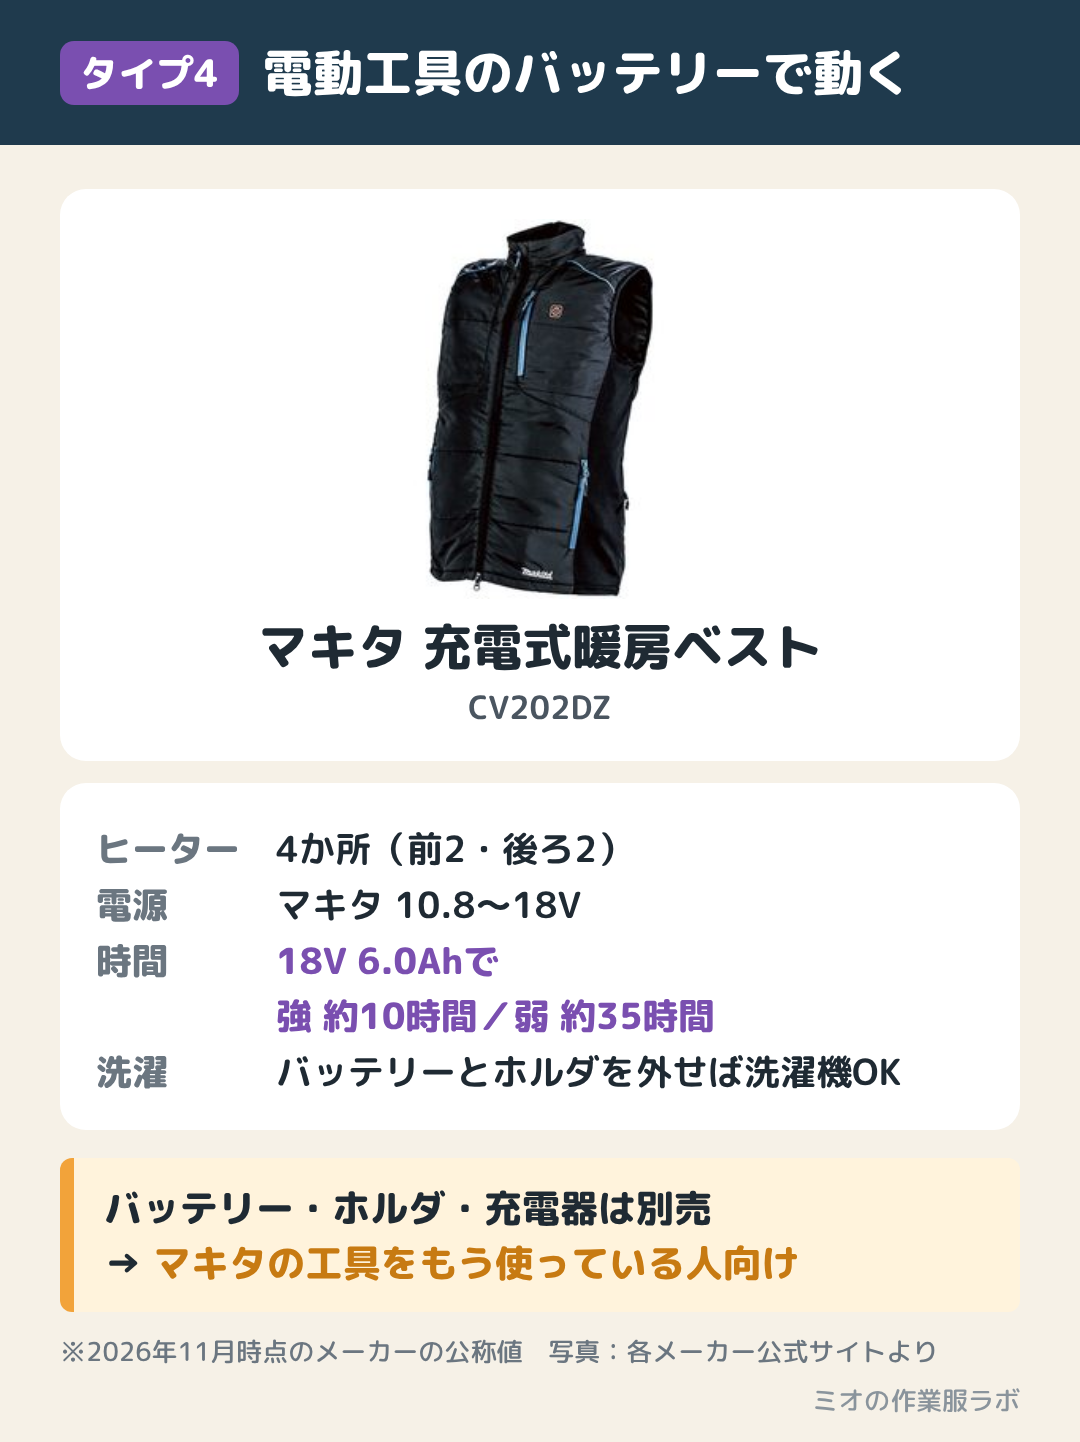 タイプ4 電動工具のバッテリーで動く
makita
マキタ 充電式暖房ベスト
CV202DZ
ヒーター 4か所（前2・後ろ2）
電源 マキタ 10.8〜18V
時間 18V 6.0Ahで
強 約10時間／弱 約35時間
洗濯 バッテリーとホルダを外せば洗濯機OK
バッテリー・ホルダ・充電器は別売
→ マキタの工具をもう使っている人向け
※2026年11月時点のメーカーの公称値　写真：各メーカー公式サイトより
ミオの作業服ラボ